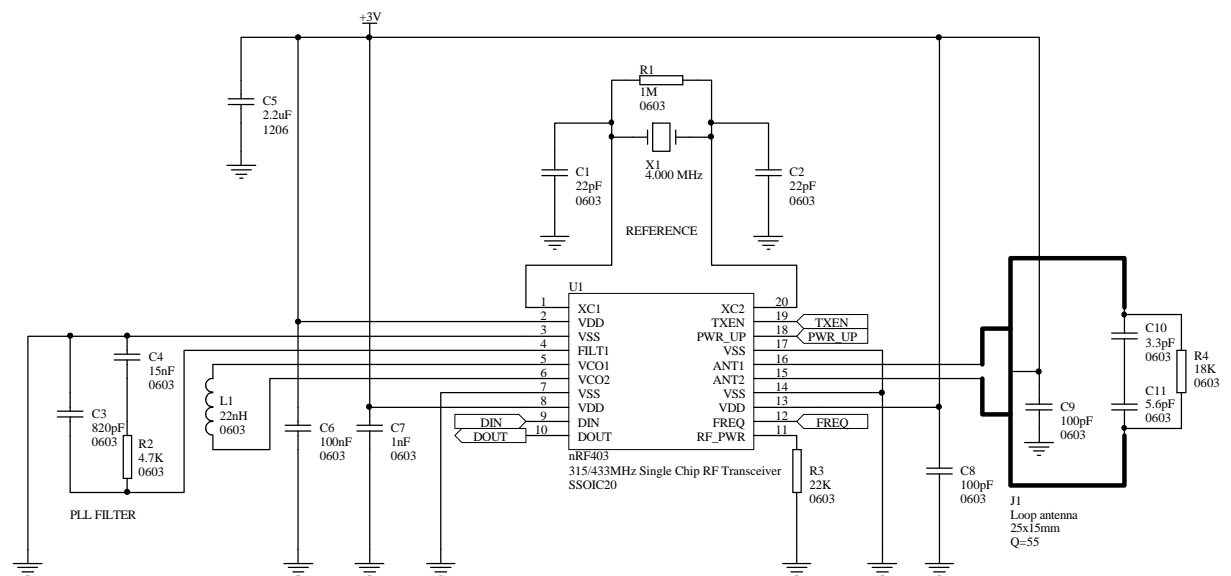 +3V
C5
2.2uF
1206
R1
1M
0603
X1
4.000 MHz
C1
22pF
0603
C2
22pF
0603
REFERENCE
U1
1 XC1
2 VDD
3 VSS
4 FILT1
5 VCO1
6 VCO2
7 VSS
8 VDD
9 DIN
10 DOUT
XC2 20
TXEN 19
PWR_UP 18
VSS 17
ANT1 16
ANT2 15
VSS 14
VDD 13
FREQ 12
RF_PWR 11
TXEN
PWR_UP
FREQ
DIN
DOUT
nRF403
315/433MHz Single Chip RF Transceiver
SSOIC20
C4
15nF
0603
C3
820pF
0603
R2
4.7K
0603
PLL FILTER
L1
22nH
0603
C6
100nF
0603
C7
1nF
0603
R3
22K
0603
C8
100pF
0603
C9
100pF
0603
C10
3.3pF
0603
C11
5.6pF
0603
R4
18K
0603
J1
Loop antenna
25x15mm
Q=55